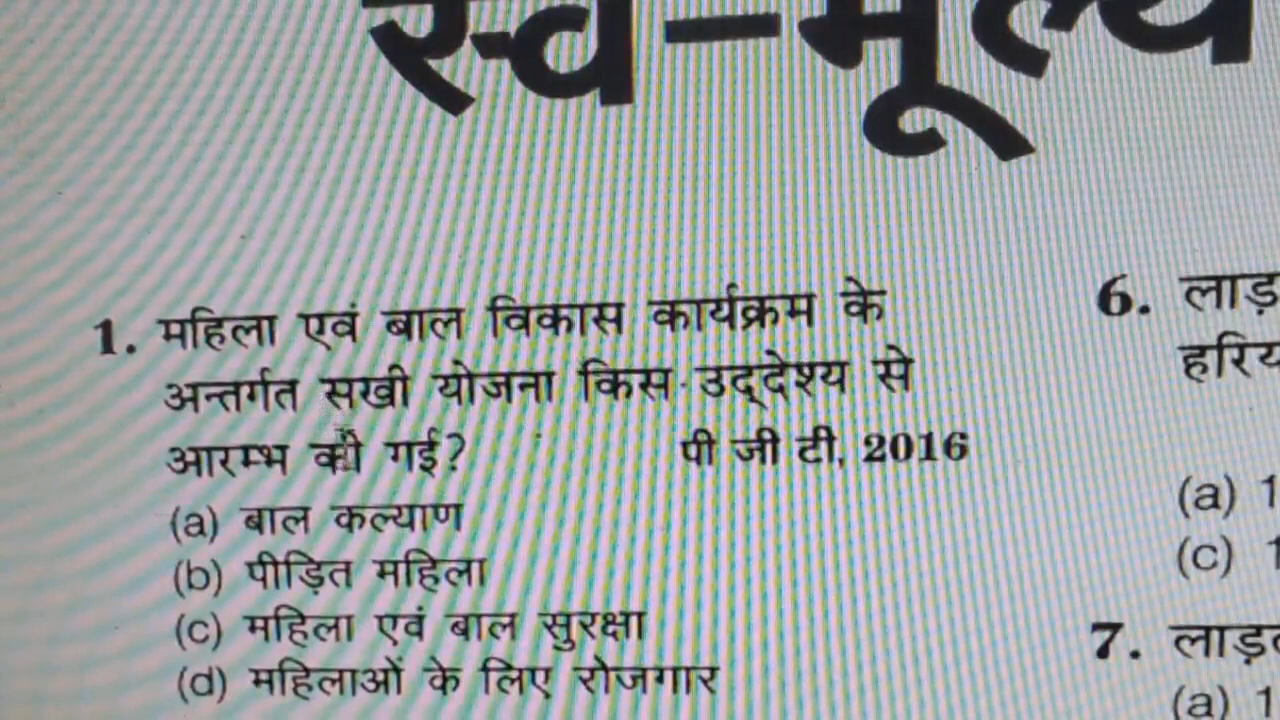 स्व-मूल्य
1. महिला एवं बाल विकास कार्यक्रम के
अन्तर्गत सखी योजना किस उद्देश्य से
आरम्भ की गई? पी जी टी, 2016
(a) बाल कल्याण
(b) पीड़ित महिला
(c) महिला एवं बाल सुरक्षा
(d) महिलाओं के लिए रोजगार
6.
(a) 1
(c) 1
7.
(a) 1